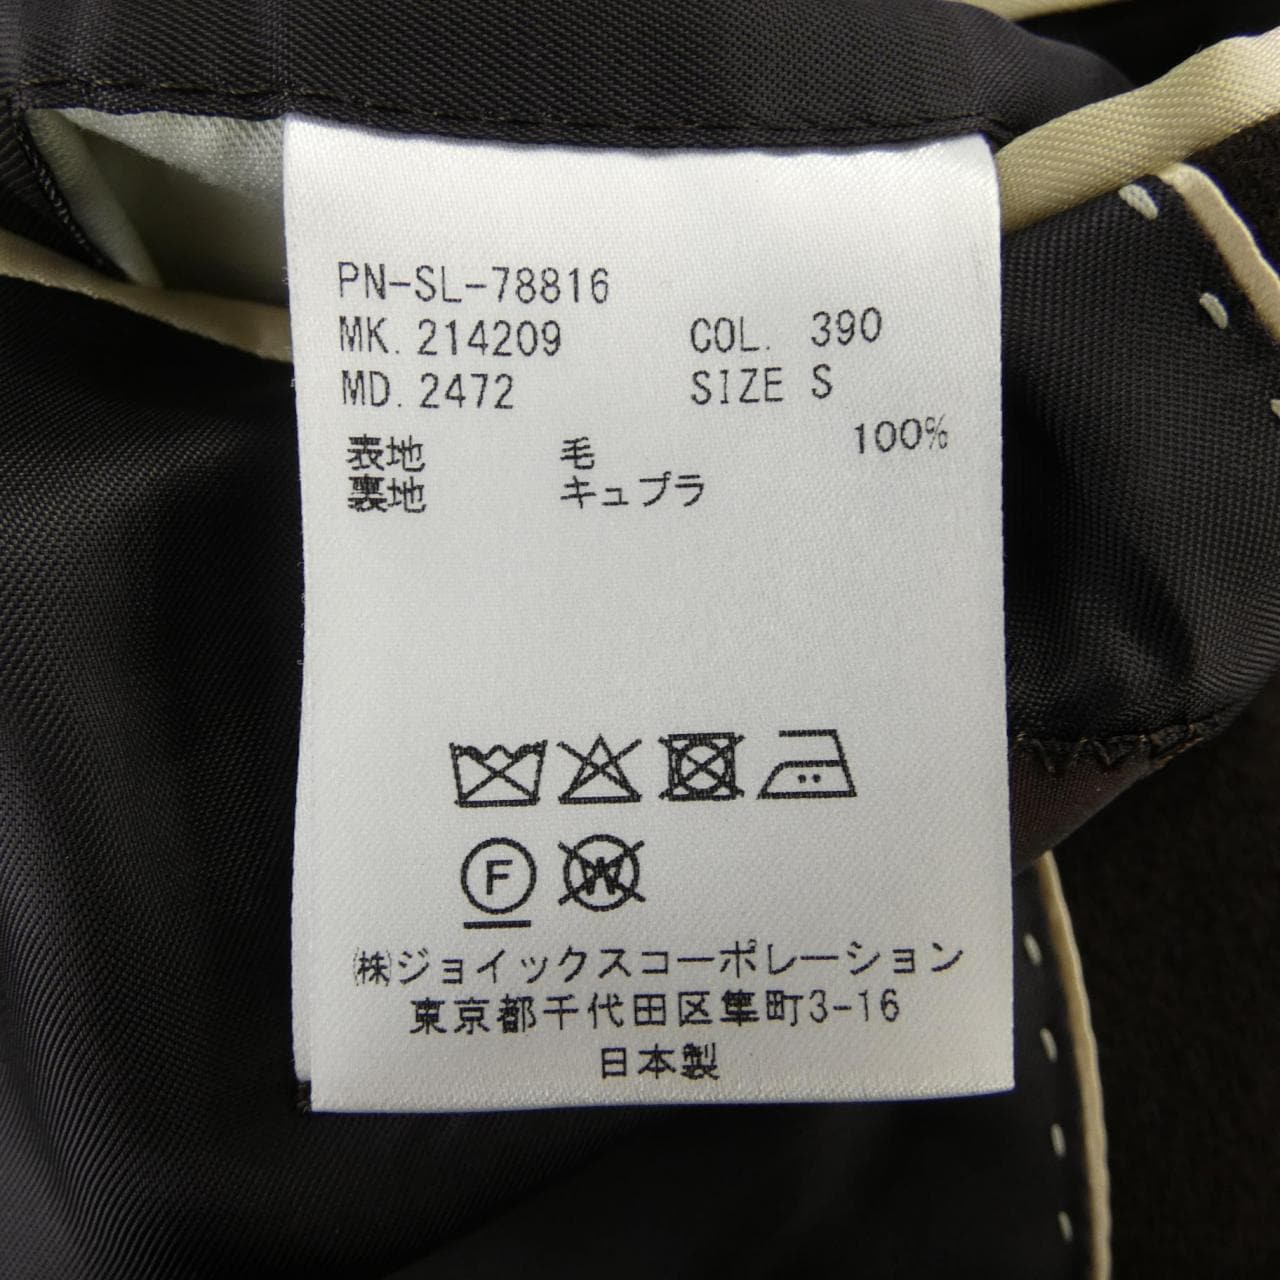 PN-SL-78816
MK. 214209 COL. 390
MD. 2472 SIZE S
表地 毛 100%
裏地 キュプラ
F W
㈱ジョイックスコーポレーション
東京都千代田区隼町3-16
日本製